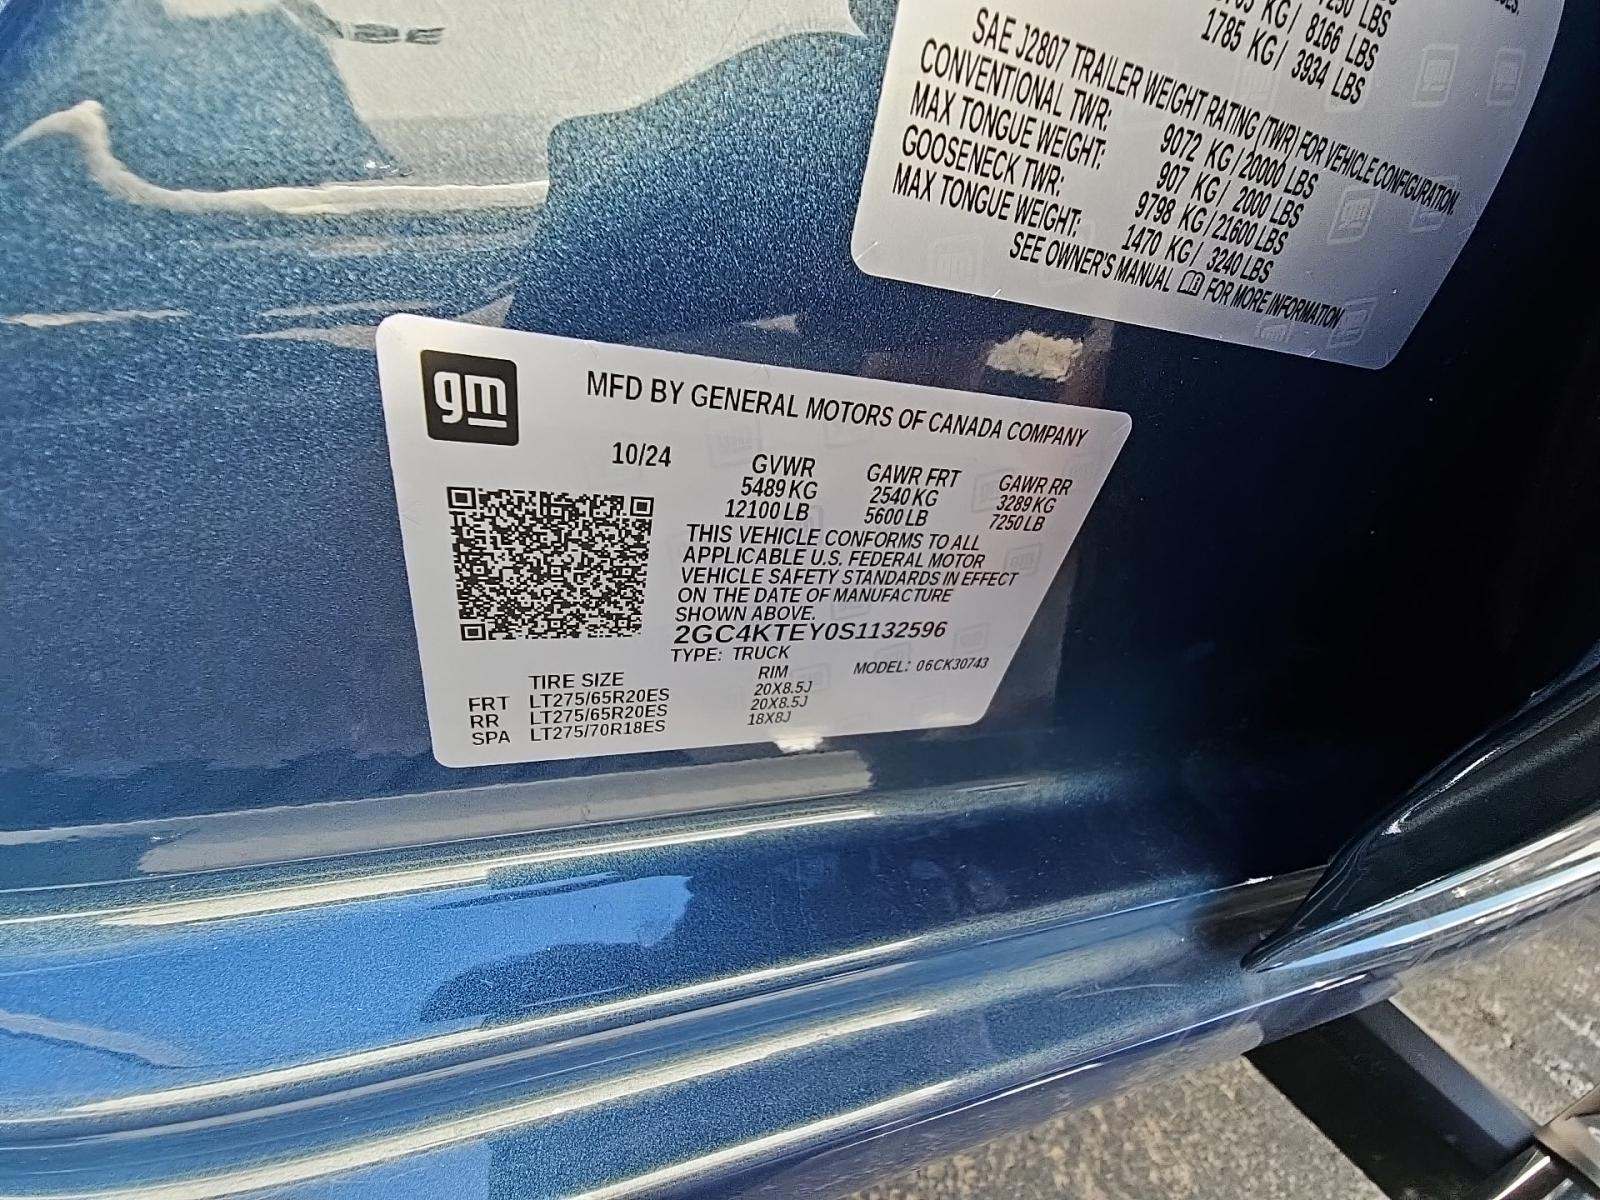 7250 LBS
KG/ 8166 LBS
1785 KG/ 3934 LBS
SAE J2807 TRAILER WEIGHT RATING (TWR) FOR VEHICLE CONFIGURATION.
CONVENTIONAL TWR: 9072 KG/20000 LBS
MAX TONGUE WEIGHT: 907 KG/ 2000 LBS
GOOSENECK TWR: 9798 KG/21600 LBS
MAX TONGUE WEIGHT: 1470 KG/ 3240 LBS
SEE OWNER'S MANUAL FOR MORE INFORMATION
gm
MFD BY GENERAL MOTORS OF CANADA COMPANY
10/24
GVWR GAWR FRT GAWR RR
5489 KG 2540 KG 3289 KG
12100 LB 5600 LB 7250 LB
THIS VEHICLE CONFORMS TO ALL
APPLICABLE U.S. FEDERAL MOTOR
VEHICLE SAFETY STANDARDS IN EFFECT
ON THE DATE OF MANUFACTURE
SHOWN ABOVE.
2GC4KTEY0S1132596
TYPE: TRUCK MODEL: 06CK30743
TIRE SIZE RIM
FRT LT275/65R20ES 20X8.5J
RR LT275/65R20ES 20X8.5J
SPA LT275/70R18ES 18X8J